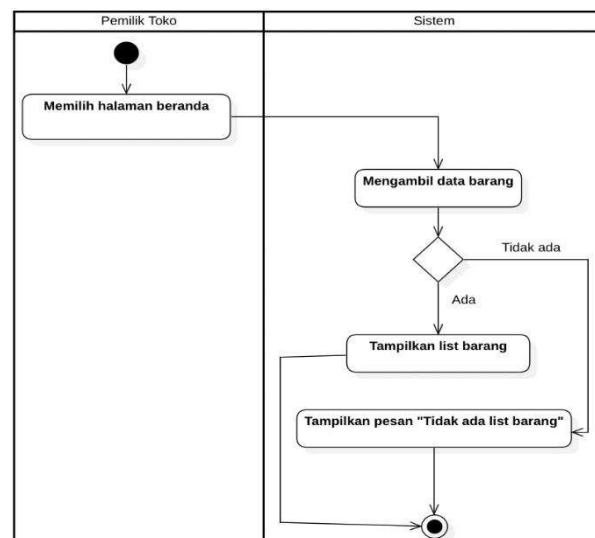 Pemilik Toko
Sistem
Memilih halaman beranda
Mengambil data barang
Tidak ada
Ada
Tampilkan list barang
Tampilkan pesan "Tidak ada list barang"